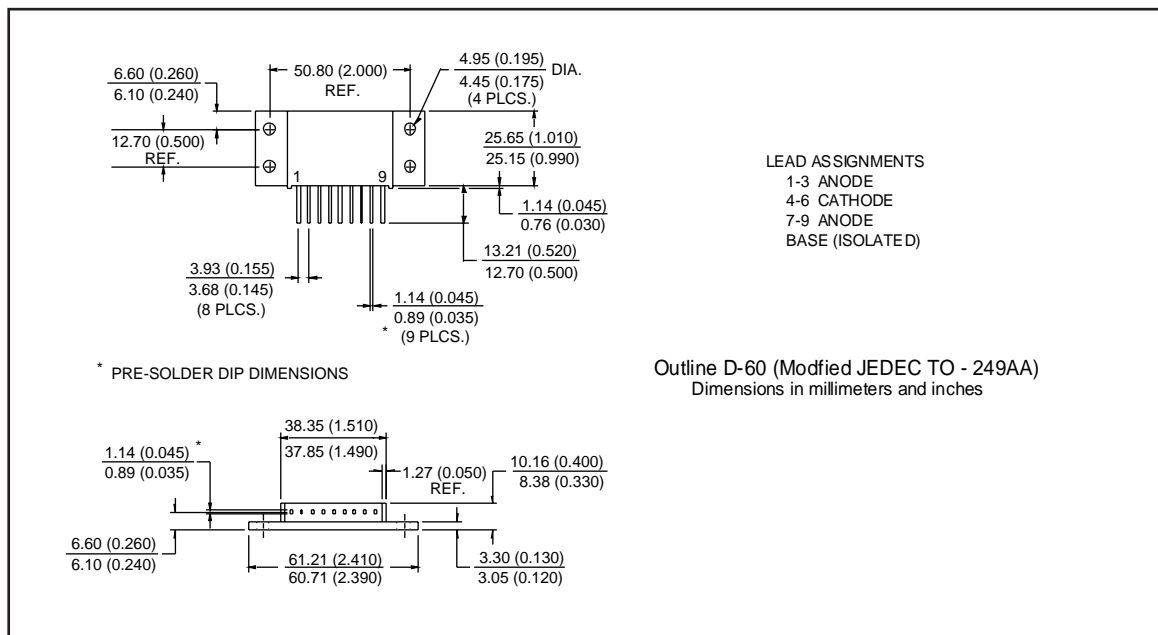 6.60 (0.260)
6.10 (0.240)
50.80 (2.000)
REF.
4.95 (0.195)
4.45 (0.175)
DIA.
(4 PLCS.)
12.70 (0.500)
REF.
25.65 (1.010)
25.15 (0.990)
1
9
1.14 (0.045)
0.76 (0.030)
13.21 (0.520)
12.70 (0.500)
3.93 (0.155)
3.68 (0.145)
(8 PLCS.)
1.14 (0.045)
0.89 (0.035)
* (9 PLCS.)
LEAD ASSIGNMENTS
1-3 ANODE
4-6 CATHODE
7-9 ANODE
BASE (ISOLATED)
* PRE-SOLDER DIP DIMENSIONS
Outline D-60 (Modfied JEDEC TO - 249AA)
Dimensions in millimeters and inches
38.35 (1.510)
37.85 (1.490)
1.14 (0.045) *
0.89 (0.035)
1.27 (0.050)
REF.
10.16 (0.400)
8.38 (0.330)
6.60 (0.260)
6.10 (0.240)
61.21 (2.410)
60.71 (2.390)
3.30 (0.130)
3.05 (0.120)